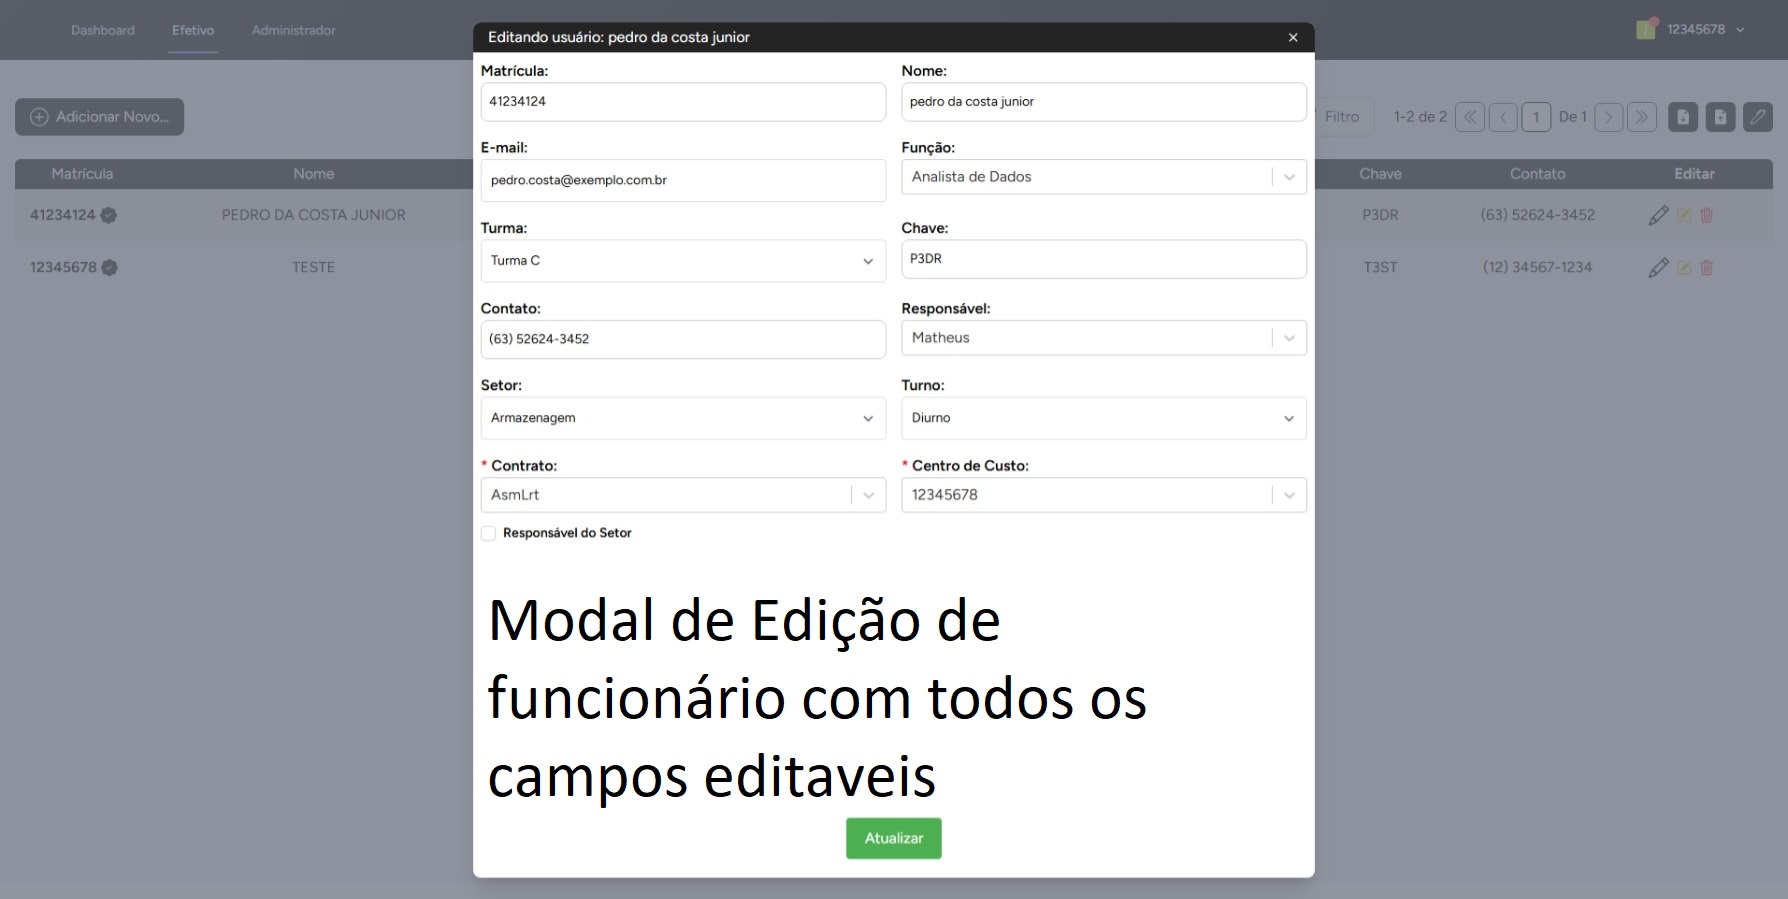 Dashboard
Efetivo
Administrador
12345678
Editando usuário: pedro da costa junior
Adicionar Novo...
Filtro
1-2 de 2
1
De 1
Matrícula
Nome
Chave
Contato
Editar
41234124
PEDRO DA COSTA JUNIOR
P3DR
(63) 52624-3452
12345678
TESTE
T3ST
(12) 34567-1234
Matrícula:
41234124
Nome:
pedro da costa junior
E-mail:
pedro.costa@exemplo.com.br
Função:
Analista de Dados
Turma:
Turma C
Chave:
P3DR
Contato:
(63) 52624-3452
Responsável:
Matheus
Setor:
Armazenagem
Turno:
Diurno
* Contrato:
AsmLrt
* Centro de Custo:
12345678
Responsável do Setor
Modal de Edição de
funcionário com todos os
campos editaveis
Atualizar